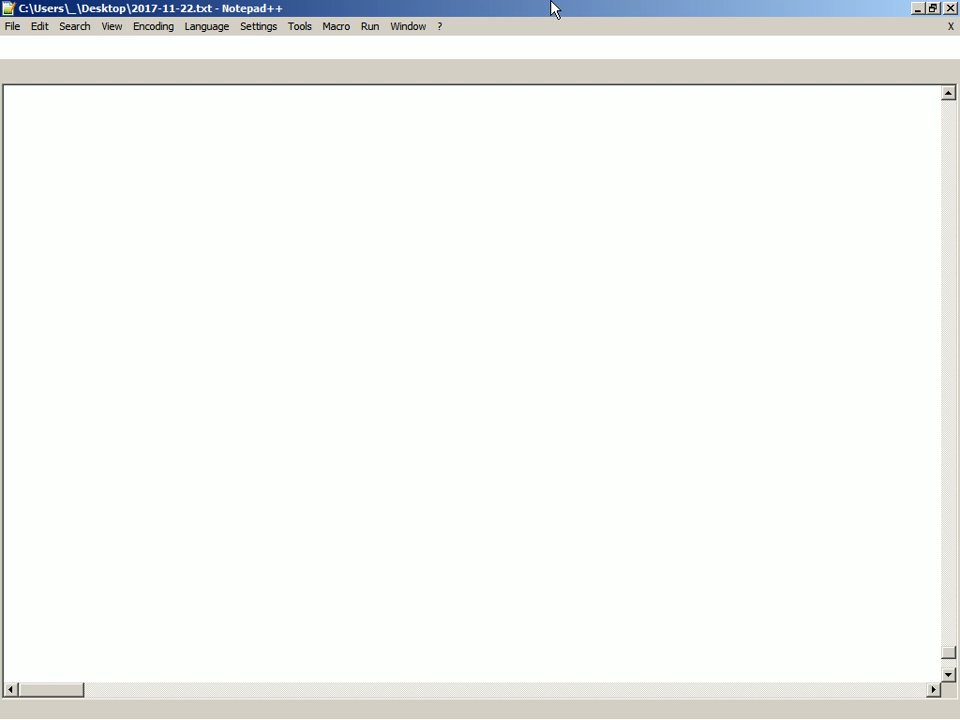 C:\Users\_\Desktop\2017-11-22.txt - Notepad++
File Edit Search View Encoding Language Settings Tools Macro Run Window ? X